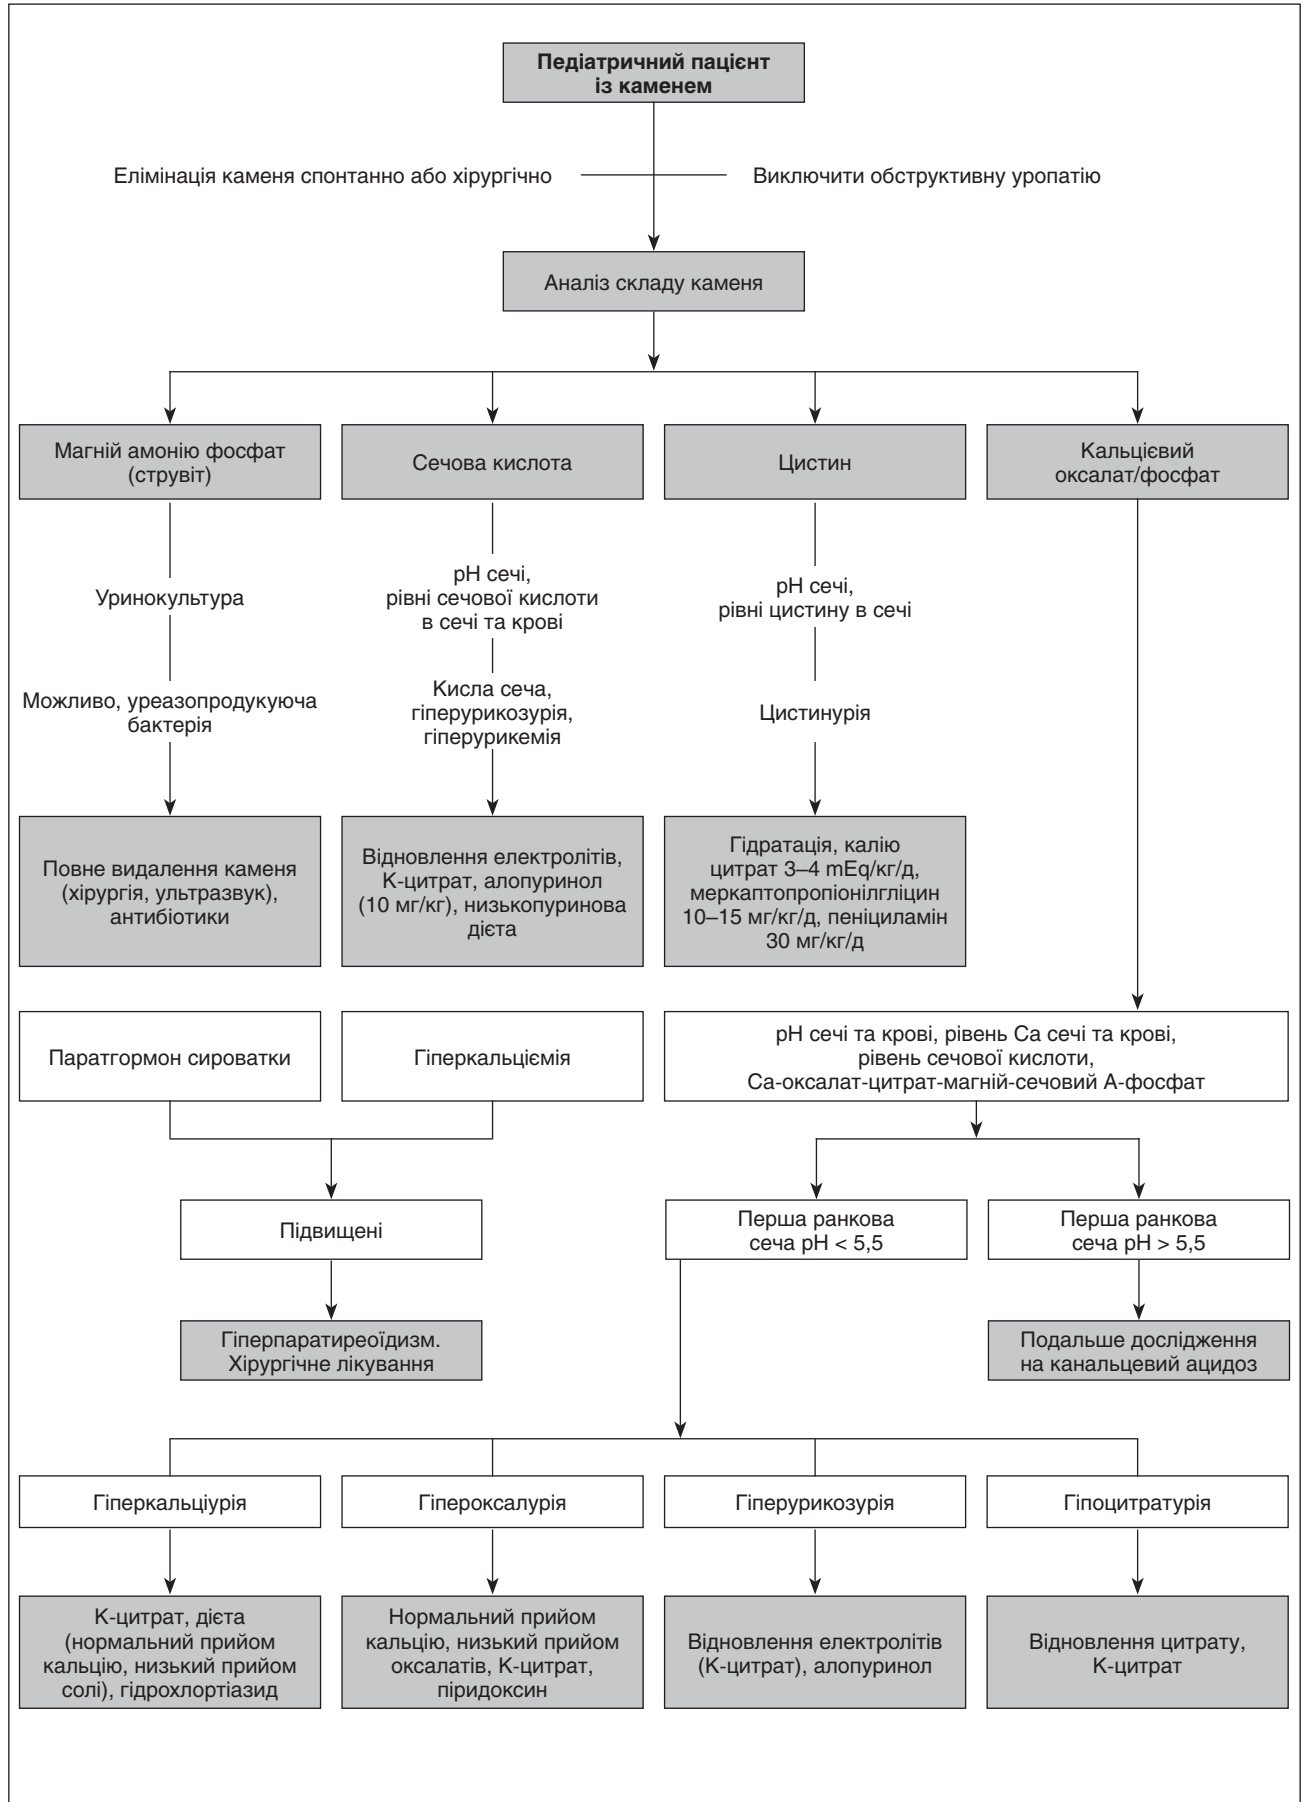 Педіатричний пацієнт
із каменем
Елімінація каменя спонтанно або хірургічно
Виключити обструктивну уропатію
Аналіз складу каменя
Магній амонію фосфат
(струвіт)
Сечова кислота
Цистин
Кальцієвий
оксалат/фосфат
Уринокультура
pH сечі,
рівні сечової кислоти
в сечі та крові
pH сечі,
рівні цистину в сечі
Можливо, уреазопродукуюча
бактерія
Кисла сеча,
гіперурикозурія,
гіперурикемія
Цистинурія
Повне видалення каменя
(хірургія, ультразвук),
антибіотики
Відновлення електролітів,
К-цитрат, алопуринол
(10 мг/кг), низькопуринова
дієта
Гідратація, калію
цитрат 3–4 mEq/кг/д,
меркаптопропіонілгліцин
10–15 мг/кг/д, пеніциламін
30 мг/кг/д
Паратгормон сироватки
Гіперкальціємія
pH сечі та крові, рівень Са сечі та крові,
рівень сечової кислоти,
Са-оксалат-цитрат-магній-сечовий А-фосфат
Підвищені
Перша ранкова
сеча pH < 5,5
Перша ранкова
сеча pH > 5,5
Гіперпаратиреоїдизм.
Хірургічне лікування
Подальше дослідження
на канальцевий ацидоз
Гіперкальціурія
Гіпероксалурія
Гіперурикозурія
Гіпоцитратурія
К-цитрат, дієта
(нормальний прийом
кальцію, низький прийом
солі), гідрохлортіазид
Нормальний прийом
кальцію, низький прийом
оксалатів, К-цитрат,
піридоксин
Відновлення електролітів
(К-цитрат), алопуринол
Відновлення цитрату,
К-цитрат